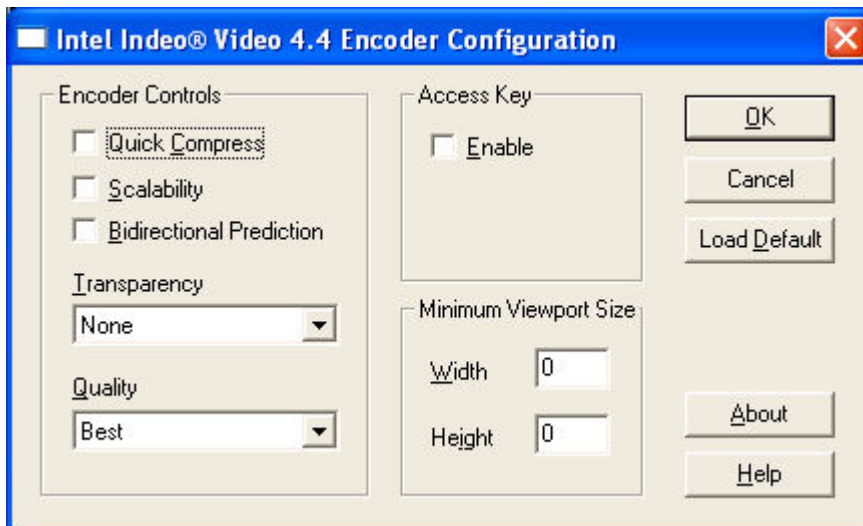 Intel Indeo® Video 4.4 Encoder Configuration
Encoder Controls
Quick Compress
Scalability
Bidirectional Prediction
Transparency
None
Quality
Best
Access Key
Enable
Minimum Viewport Size
Width 0
Height 0
OK
Cancel
Load Default
About
Help